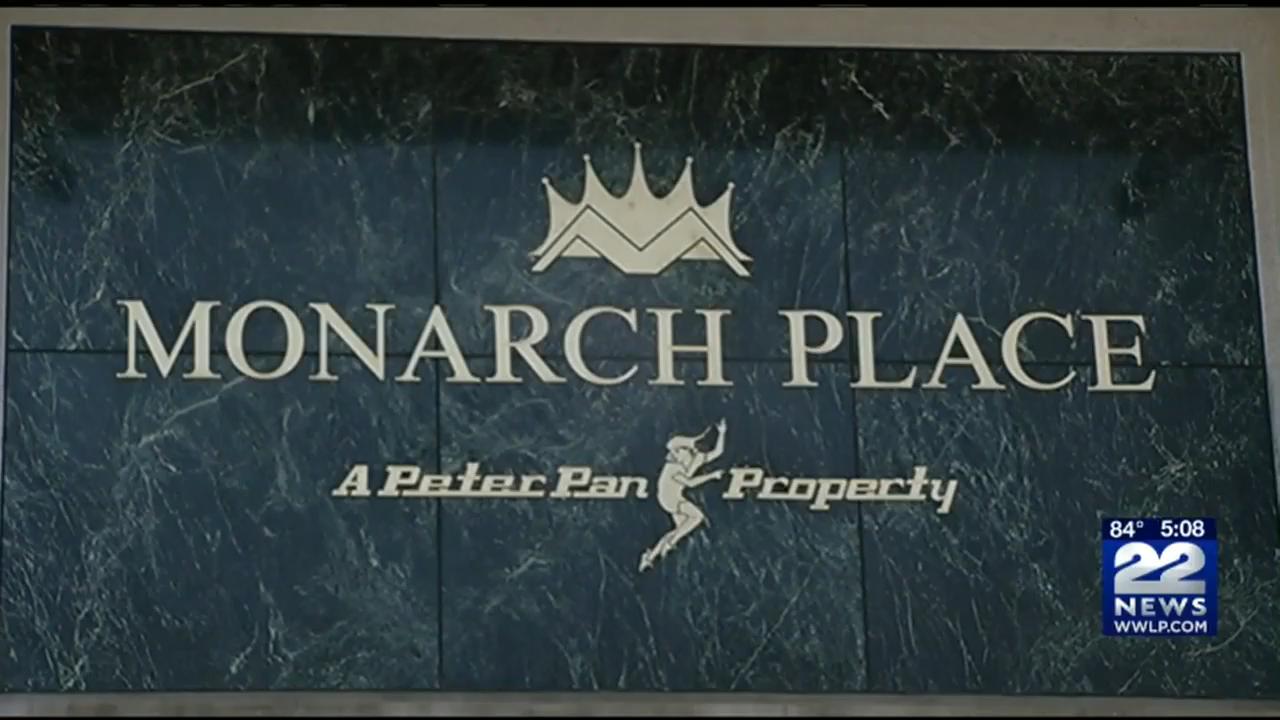 MONARCH PLACE
A Peter Pan Property
84° 5:08
22
NEWS
WWLP.COM